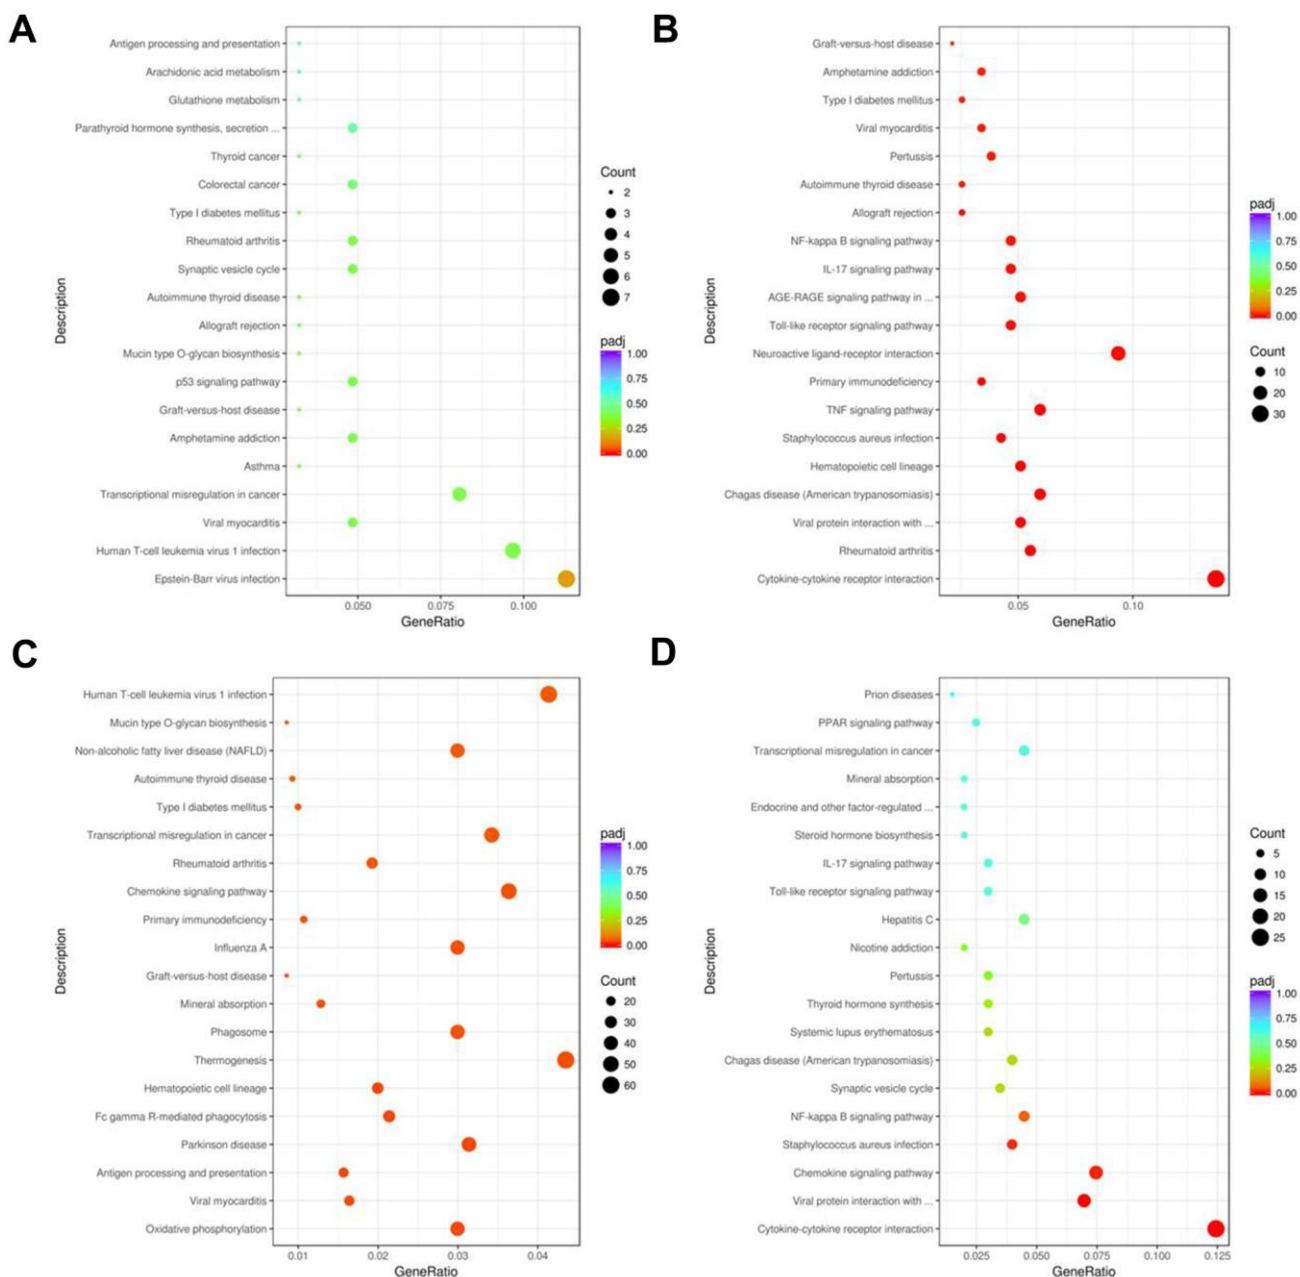 A
Antigen processing and presentation
Arachidonic acid metabolism
Glutathione metabolism
Parathyroid hormone synthesis, secretion ...
Thyroid cancer
Colorectal cancer
Type I diabetes mellitus
Rheumatoid arthritis
Synaptic vesicle cycle
Autoimmune thyroid disease
Allograft rejection
Mucin type O-glycan biosynthesis
p53 signaling pathway
Graft-versus-host disease
Amphetamine addiction
Asthma
Transcriptional misregulation in cancer
Viral myocarditis
Human T-cell leukemia virus 1 infection
Epstein-Barr virus infection
Description
0.050 0.075 0.100
GeneRatio
Count
2
3
4
5
6
7
padj
1.00
0.75
0.50
0.25
0.00
B
Graft-versus-host disease
Amphetamine addiction
Type I diabetes mellitus
Viral myocarditis
Pertussis
Autoimmune thyroid disease
Allograft rejection
NF-kappa B signaling pathway
IL-17 signaling pathway
AGE-RAGE signaling pathway in ...
Toll-like receptor signaling pathway
Neuroactive ligand-receptor interaction
Primary immunodeficiency
TNF signaling pathway
Staphylococcus aureus infection
Hematopoietic cell lineage
Chagas disease (American trypanosomiasis)
Viral protein interaction with ...
Rheumatoid arthritis
Cytokine-cytokine receptor interaction
Description
0.05 0.10
GeneRatio
padj
1.00
0.75
0.50
0.25
0.00
Count
10
20
30
C
Human T-cell leukemia virus 1 infection
Mucin type O-glycan biosynthesis
Non-alcoholic fatty liver disease (NAFLD)
Autoimmune thyroid disease
Type I diabetes mellitus
Transcriptional misregulation in cancer
Rheumatoid arthritis
Chemokine signaling pathway
Primary immunodeficiency
Influenza A
Graft-versus-host disease
Mineral absorption
Phagosome
Thermogenesis
Hematopoietic cell lineage
Fc gamma R-mediated phagocytosis
Parkinson disease
Antigen processing and presentation
Viral myocarditis
Oxidative phosphorylation
Description
0.01 0.02 0.03 0.04
GeneRatio
padj
1.00
0.75
0.50
0.25
0.00
Count
20
30
40
50
60
D
Prion diseases
PPAR signaling pathway
Transcriptional misregulation in cancer
Mineral absorption
Endocrine and other factor-regulated ...
Steroid hormone biosynthesis
IL-17 signaling pathway
Toll-like receptor signaling pathway
Hepatitis C
Nicotine addiction
Pertussis
Thyroid hormone synthesis
Systemic lupus erythematosus
Chagas disease (American trypanosomiasis)
Synaptic vesicle cycle
NF-kappa B signaling pathway
Staphylococcus aureus infection
Chemokine signaling pathway
Viral protein interaction with ...
Cytokine-cytokine receptor interaction
Description
0.025 0.050 0.075 0.100 0.125
GeneRatio
Count
5
10
15
20
25
padj
1.00
0.75
0.50
0.25
0.00